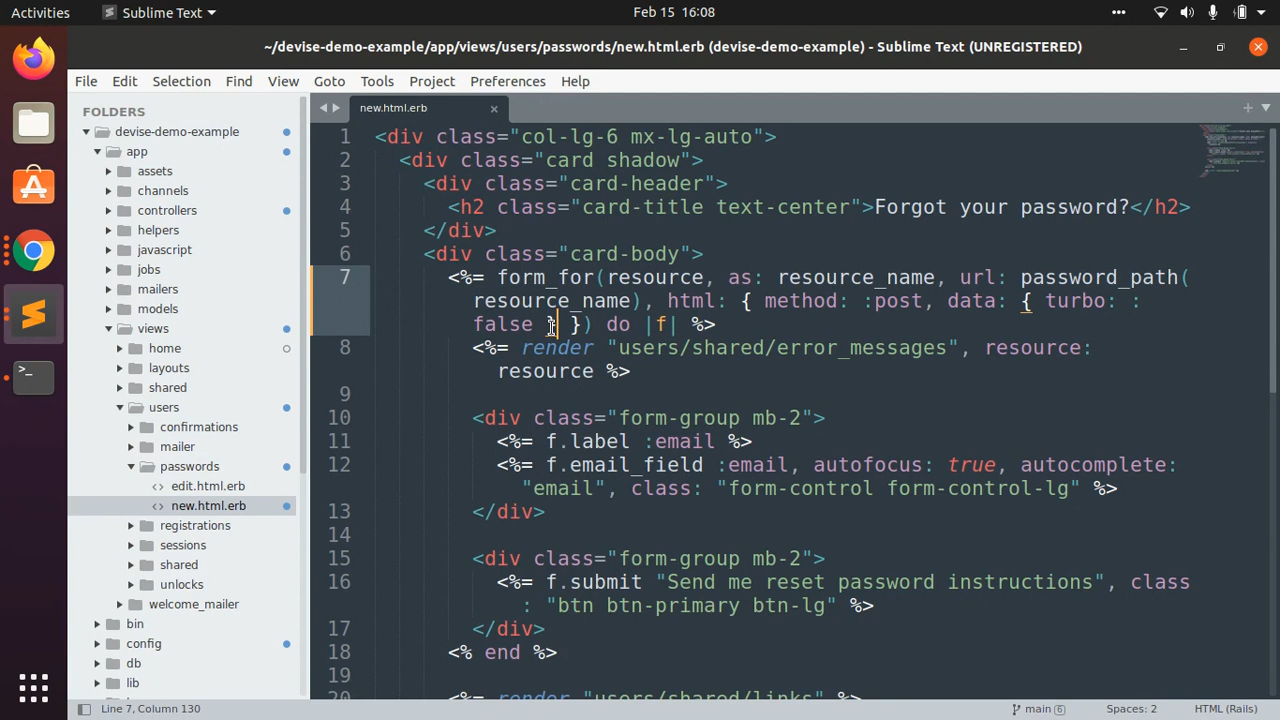 Activities
Sublime Text
Feb 15 16:08
~/devise-demo-example/app/views/users/passwords/new.html.erb (devise-demo-example) - Sublime Text (UNREGISTERED)
File Edit Selection Find View Goto Tools Project Preferences Help
FOLDERS
devise-demo-example
app
assets
channels
controllers
helpers
javascript
jobs
mailers
models
views
home
layouts
shared
users
confirmations
mailer
passwords
<> edit.html.erb
<> new.html.erb
registrations
sessions
shared
unlocks
welcome_mailer
bin
config
db
lib
new.html.erb
1 <div class="col-lg-6 mx-lg-auto">
2 <div class="card shadow">
3 <div class="card-header">
4 <h2 class="card-title text-center">Forgot your password?</h2>
5 </div>
6 <div class="card-body">
7 <%= form_for(resource, as: resource_name, url: password_path(
resource_name), html: { method: :post, data: { turbo: :
false } }) do |f| %>
8 <%= render "users/shared/error_messages", resource:
resource %>
9
10 <div class="form-group mb-2">
11 <%= f.label :email %>
12 <%= f.email_field :email, autofocus: true, autocomplete:
"email", class: "form-control form-control-lg" %>
13 </div>
14
15 <div class="form-group mb-2">
16 <%= f.submit "Send me reset password instructions", class
: "btn btn-primary btn-lg" %>
17 </div>
18 <% end %>
19
20 <%= render "users/shared/links" %>
Line 7, Column 130
main 6
Spaces: 2
HTML (Rails)